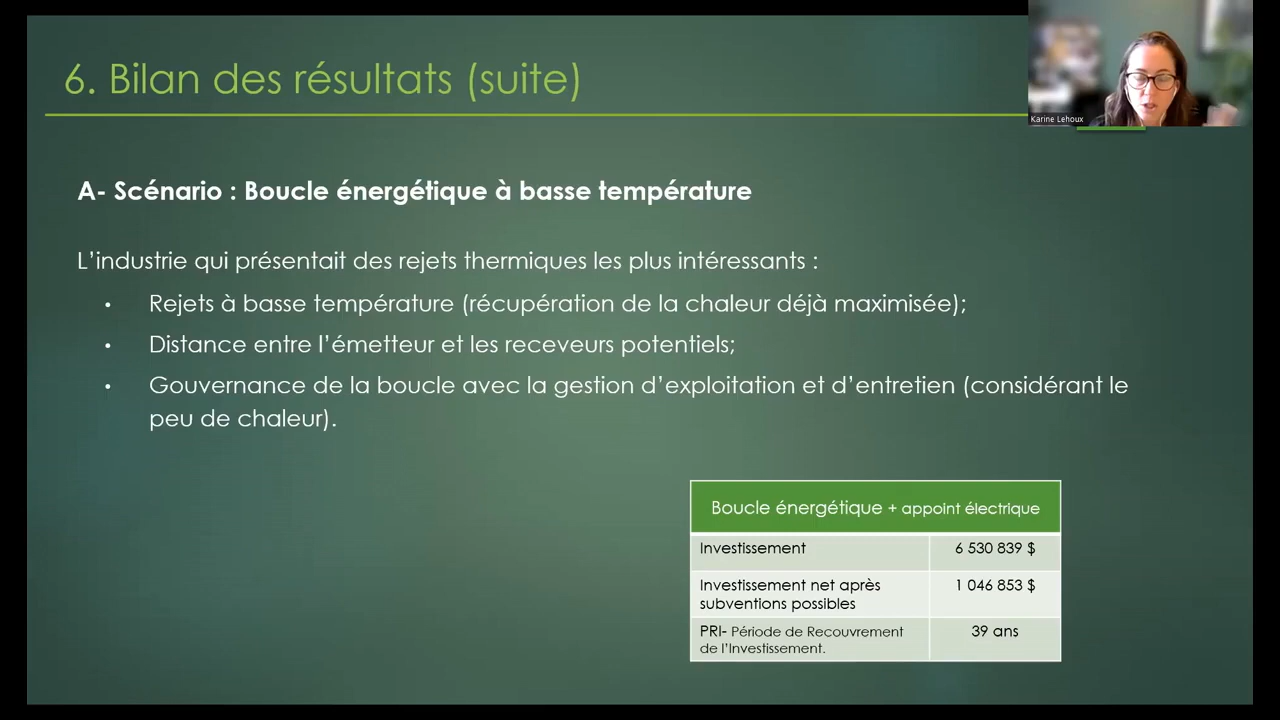 6. Bilan des résultats (suite)
Karine Lehoux
A- Scénario : Boucle énergétique à basse température
L'industrie qui présentait des rejets thermiques les plus intéressants :
• Rejets à basse température (récupération de la chaleur déjà maximisée);
• Distance entre l'émetteur et les receveurs potentiels;
• Gouvernance de la boucle avec la gestion d'exploitation et d'entretien (considérant le
peu de chaleur).
Boucle énergétique + appoint électrique
Investissement 6 530 839 $
Investissement net après 1 046 853 $
subventions possibles
PRI- Période de Recouvrement 39 ans
de l'Investissement.